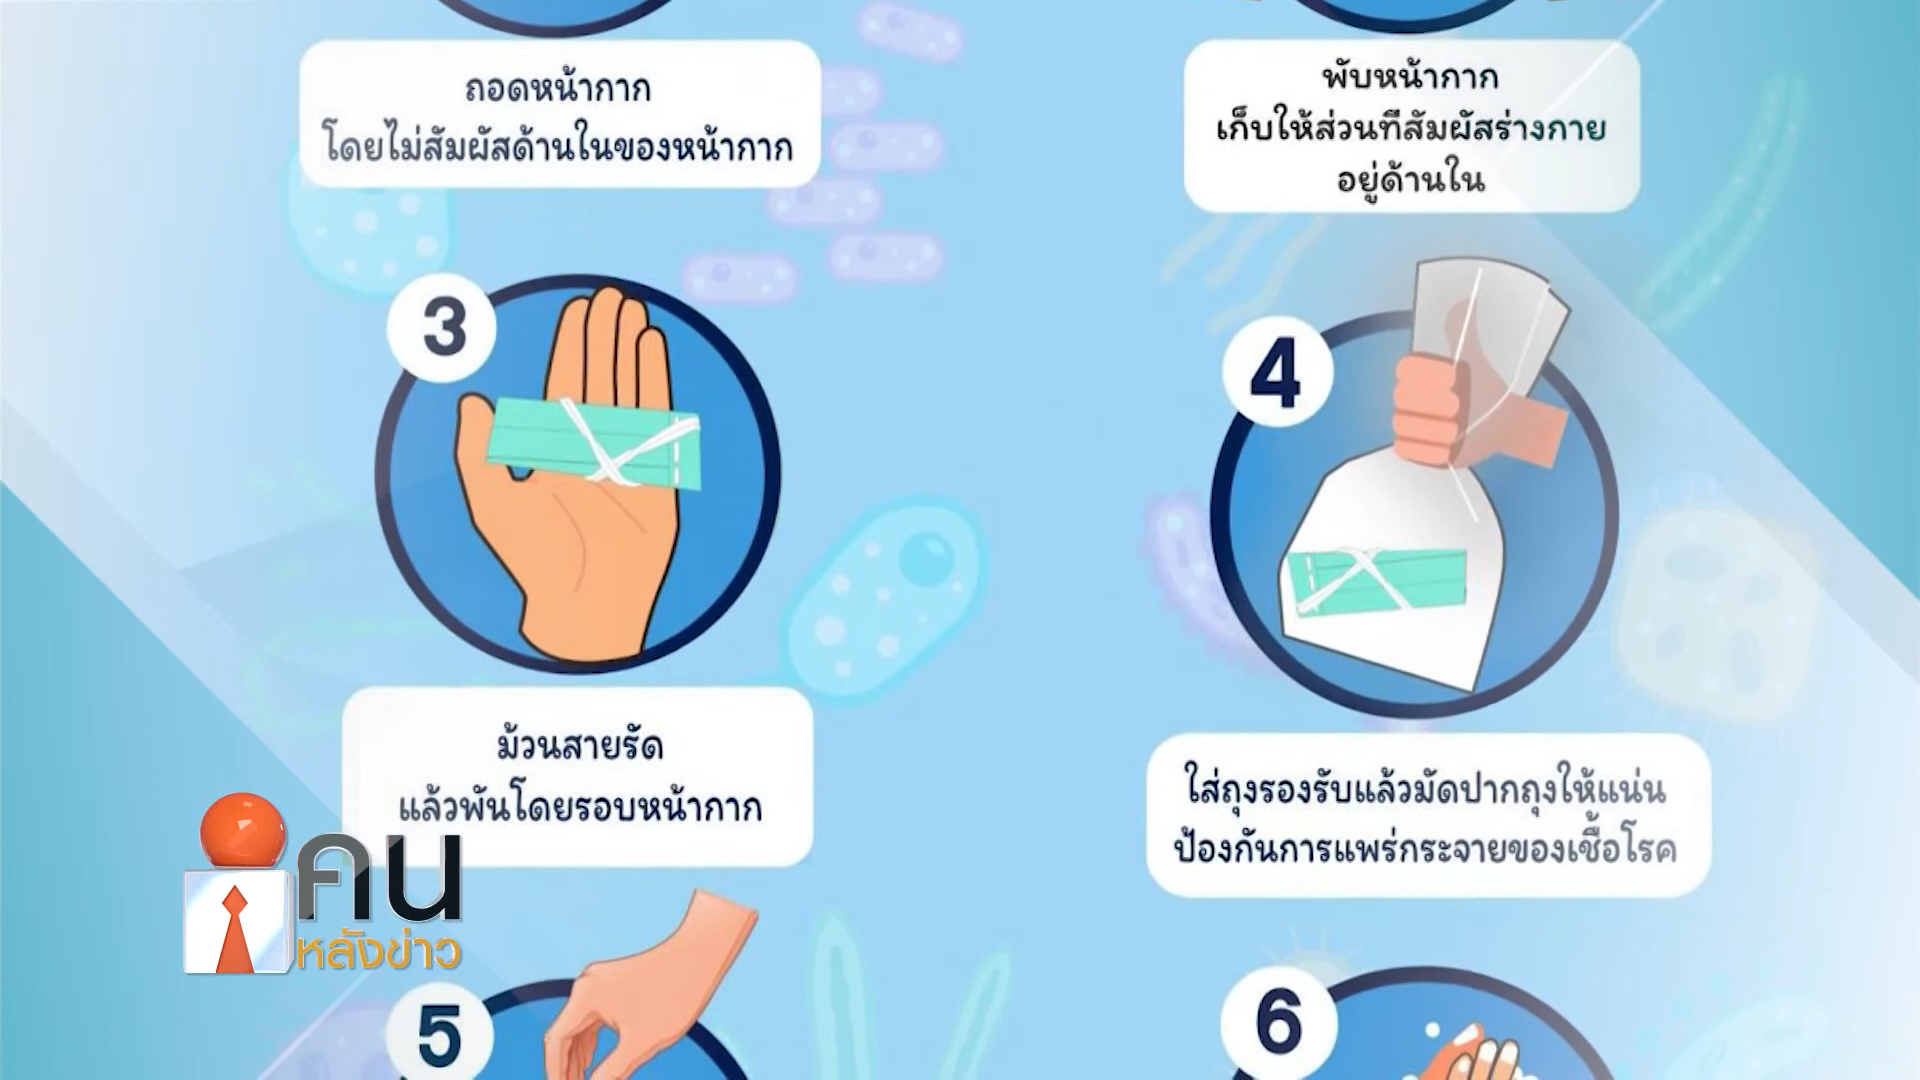 ถอดหน้ากาก
โดยไม่สัมผัสด้านในของหน้ากาก
พับหน้ากาก
เก็บให้ส่วนที่สัมผัสร่างกาย
อยู่ด้านใน
3
ม้วนสายรัด
แล้วพันโดยรอบหน้ากาก
4
ใส่ถุงรองรับแล้วมัดปากถุงให้แน่น
ป้องกันการแพร่กระจายของเชื้อโรค
คน
หลังข่าว
5
6